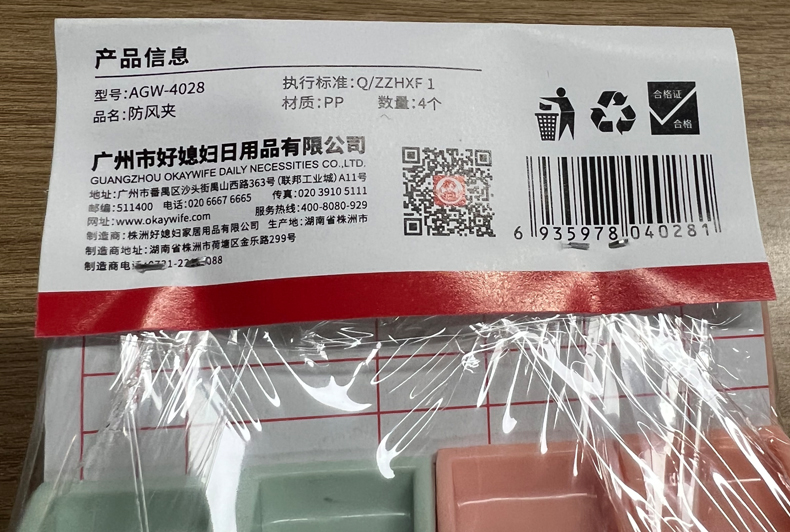 产品信息
型号:AGW-4028 执行标准:Q/ZZHXF 1
品名:防风夹 材质:PP 数量:4个
合格证
合格
广州市好媳妇日用品有限公司
GUANGZHOU OKAYWIFE DAILY NECESSITIES CO.,LTD.
地址:广州市番禺区沙头街禺山西路363号(联邦工业城)A11号
邮编:511400 电话:020 6667 6665 传真:020 3910 5111
网址:www.okaywife.com 服务热线:400-8080-929
制造商:株洲好媳妇家居用品有限公司 生产地:湖南省株洲市
制造商地址:湖南省株洲市荷塘区金乐路299号
制造商电话
6 935978 040281